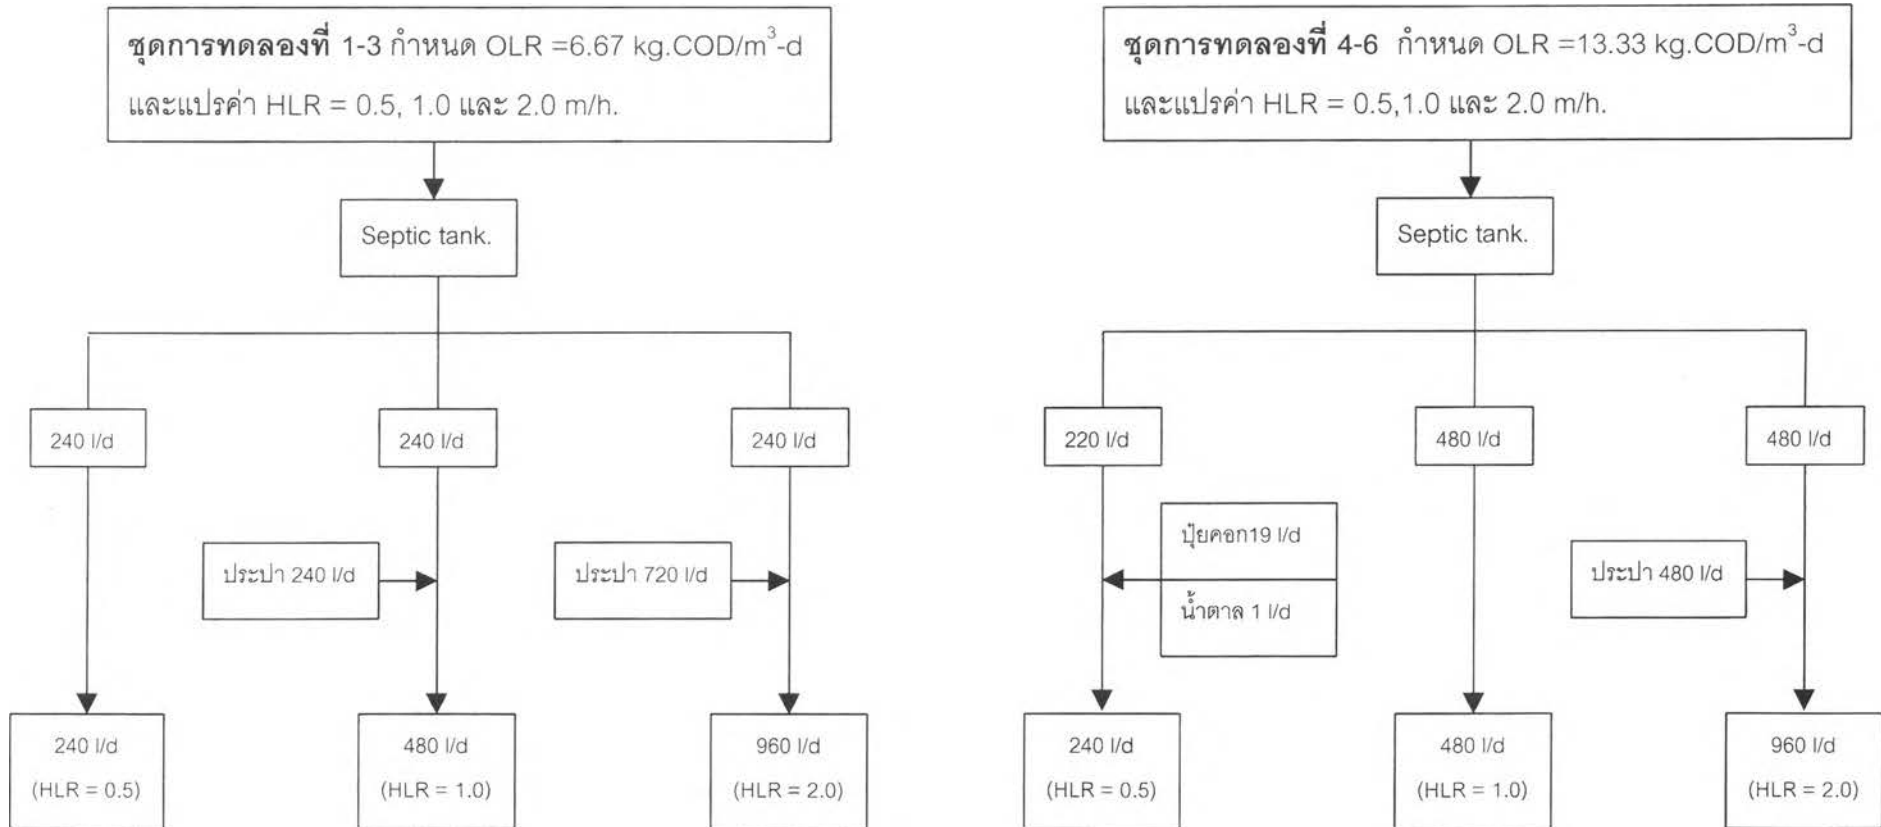 ชุดการทดลองที่ 1-3 กำหนด OLR =6.67 kg.COD/m³-d
และแปรค่า HLR = 0.5, 1.0 และ 2.0 m/h.
Septic tank.
240 l/d
240 l/d
240 l/d
ประปา 240 l/d
ประปา 720 l/d
240 l/d
(HLR = 0.5)
480 l/d
(HLR = 1.0)
960 l/d
(HLR = 2.0)
ชุดการทดลองที่ 4-6 กำหนด OLR =13.33 kg.COD/m³-d
และแปรค่า HLR = 0.5,1.0 และ 2.0 m/h.
Septic tank.
220 l/d
480 l/d
480 l/d
ปุ๋ยคอก19 l/d
น้ำตาล 1 l/d
ประปา 480 l/d
240 l/d
(HLR = 0.5)
480 l/d
(HLR = 1.0)
960 l/d
(HLR = 2.0)